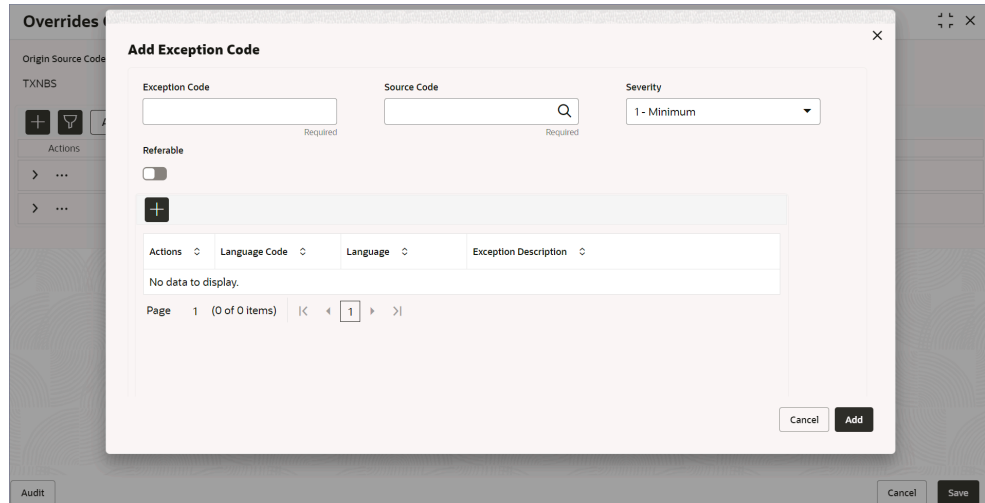 Overrides
Add Exception Code
Origin Source Code
TXNBS
Exception Code
Source Code
Severity
1 - Minimum
Required
Required
Referable
Actions
Actions
Language Code
Language
Exception Description
No data to display.
Page 1 (0 of 0 items) 1
Cancel
Add
Audit
Cancel
Save